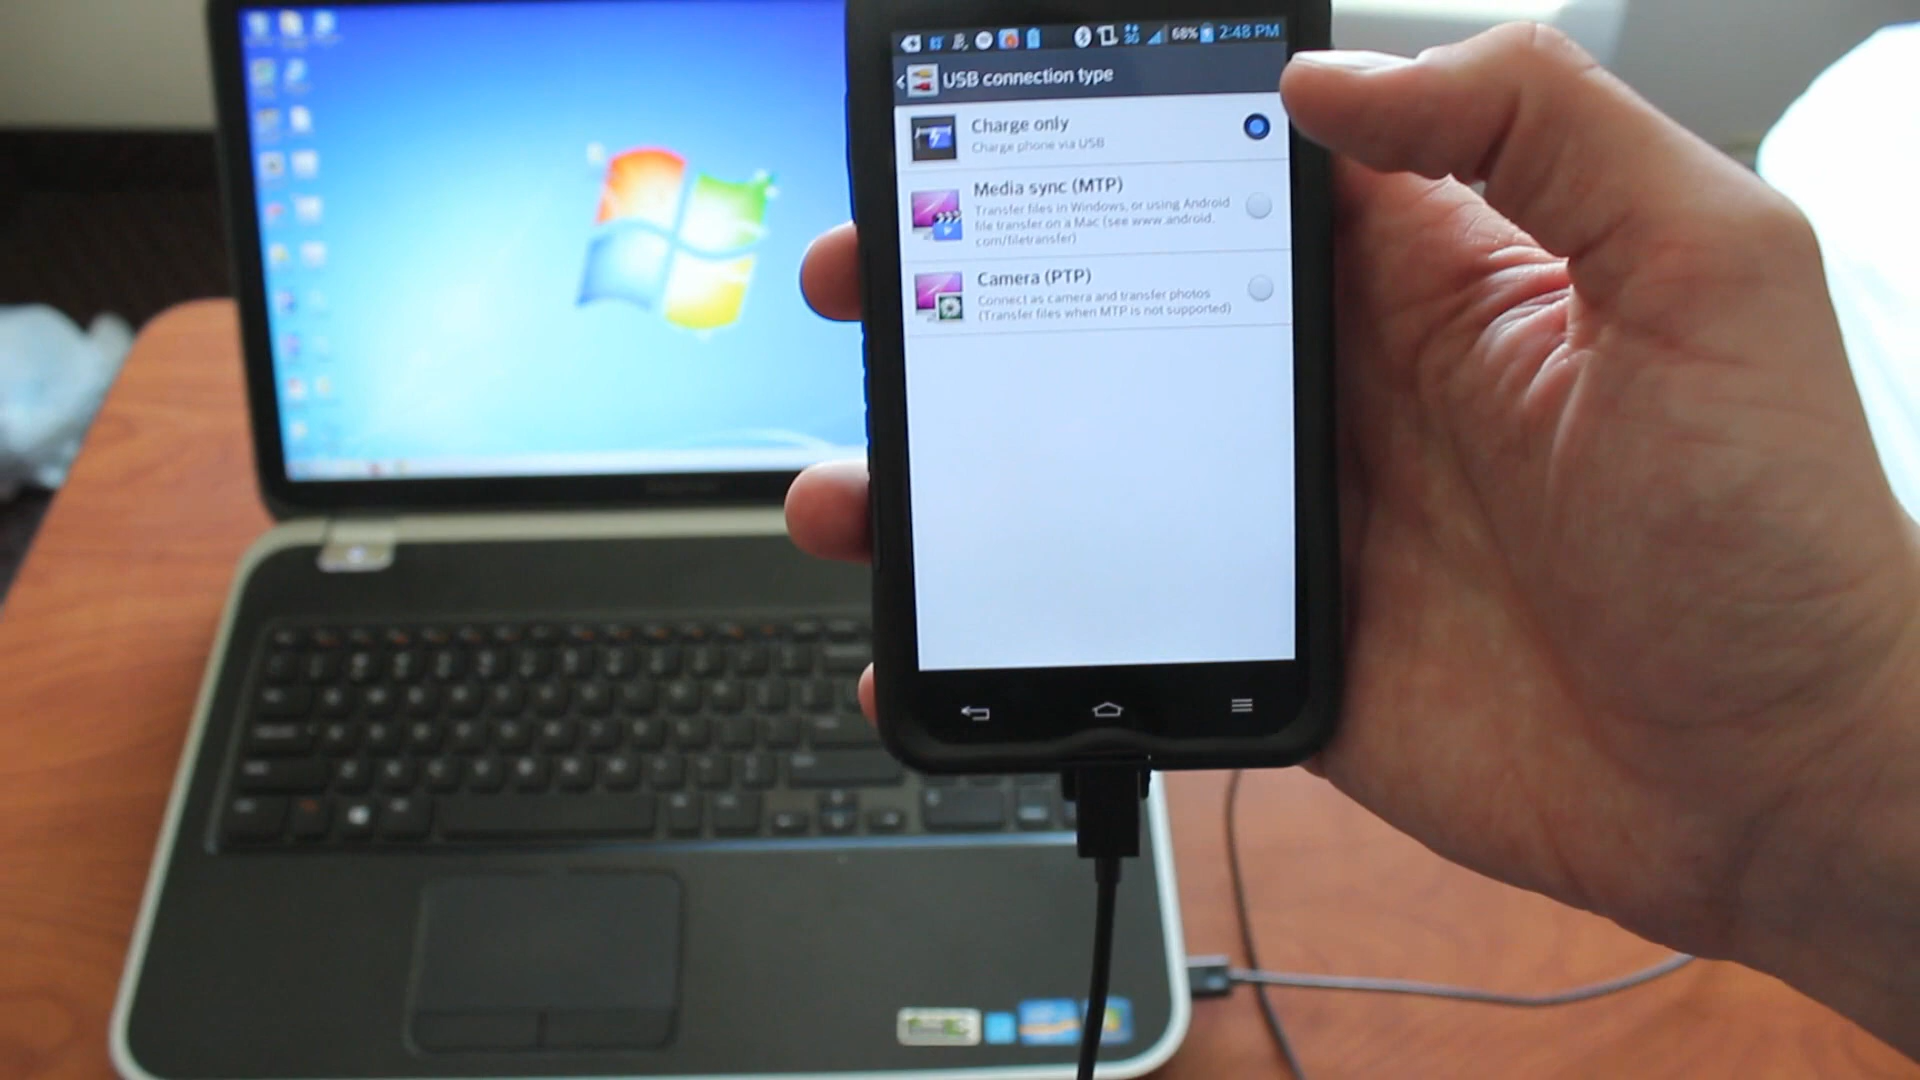 3G 68% 2:48 PM
USB connection type
Charge only
Charge phone via USB
Media sync (MTP)
Transfer files in Windows, or using Android
file transfer on a Mac (see www.android.
com/filetransfer)
Camera (PTP)
Connect as camera and transfer photos
(Transfer files when MTP is not supported)